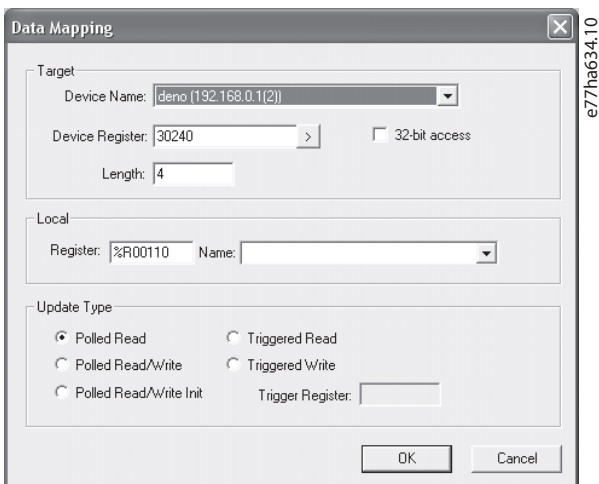 Data Mapping
Target
Device Name: deno (192.168.0.1(2))
Device Register: 30240 > 32-bit access
Length: 4
Local
Register: %R00110 Name:
Update Type
Polled Read Triggered Read
Polled Read/Write Triggered Write
Polled Read/Write Init Trigger Register:
OK Cancel
e77ha634.10